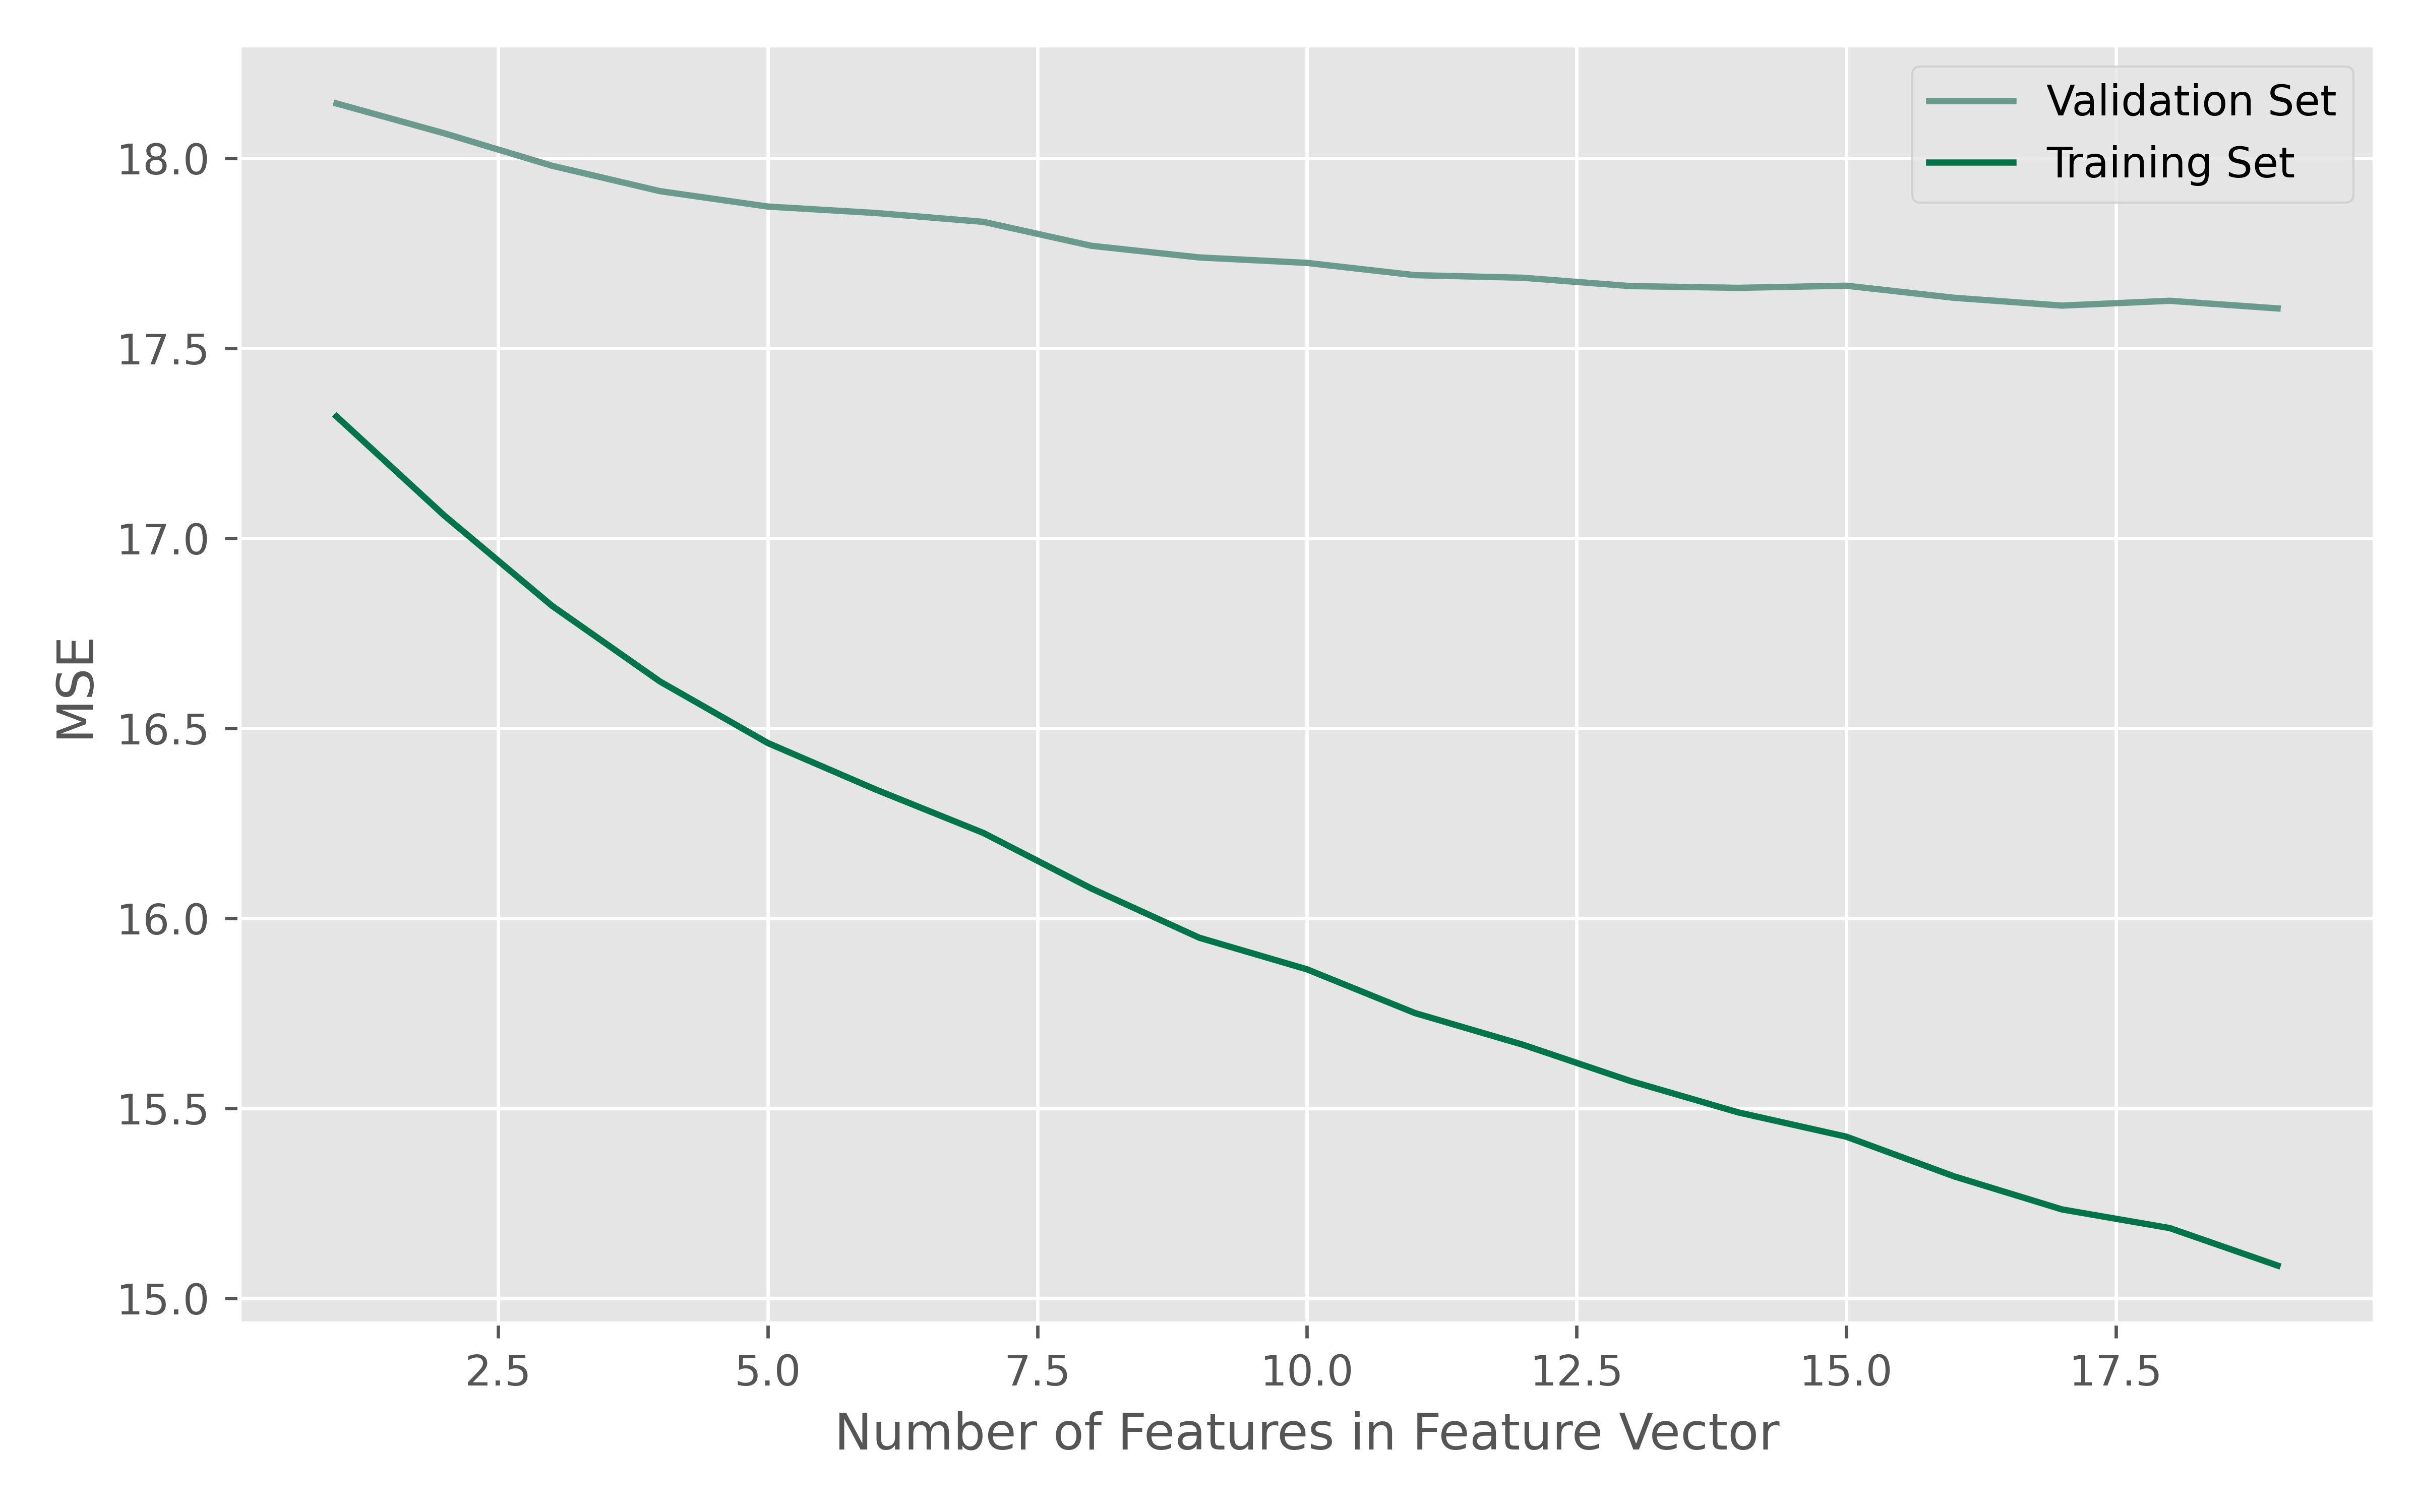 Validation Set
Training Set
18.0
17.5
17.0
16.5
16.0
15.5
15.0
MSE
2.5 5.0 7.5 10.0 12.5 15.0 17.5
Number of Features in Feature Vector